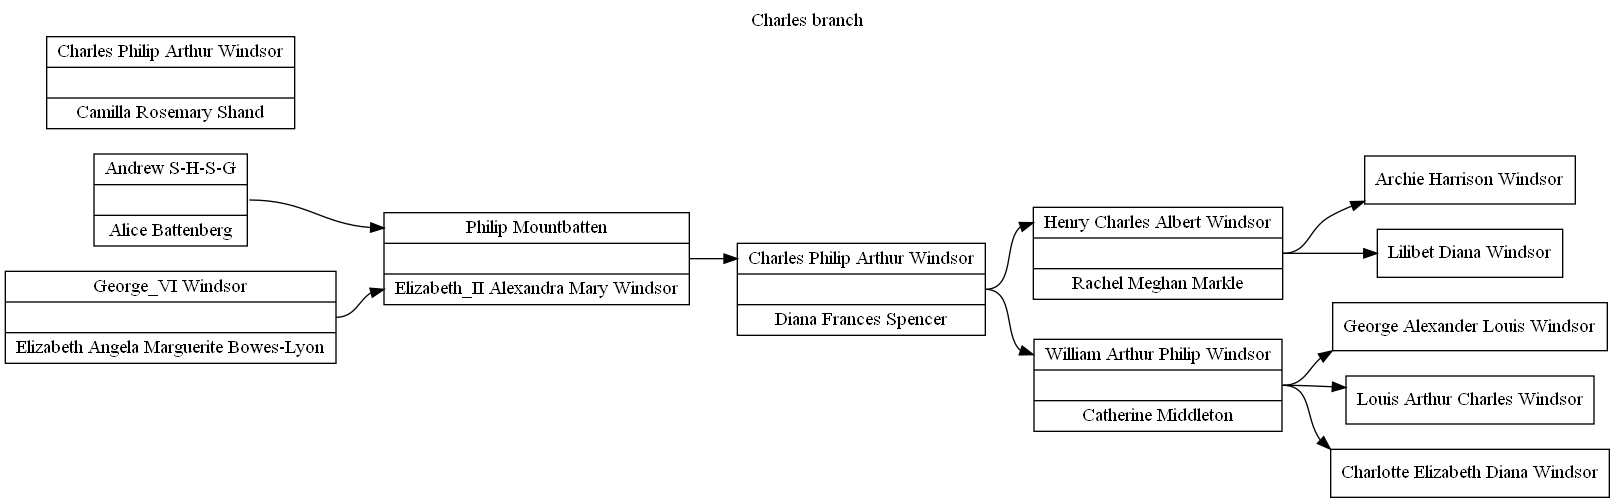 Charles branch
Charles Philip Arthur Windsor
Camilla Rosemary Shand
Andrew S-H-S-G
Alice Battenberg
George_VI Windsor
Elizabeth Angela Marguerite Bowes-Lyon
Philip Mountbatten
Elizabeth_II Alexandra Mary Windsor
Charles Philip Arthur Windsor
Diana Frances Spencer
Henry Charles Albert Windsor
Rachel Meghan Markle
William Arthur Philip Windsor
Catherine Middleton
Archie Harrison Windsor
Lilibet Diana Windsor
George Alexander Louis Windsor
Louis Arthur Charles Windsor
Charlotte Elizabeth Diana Windsor